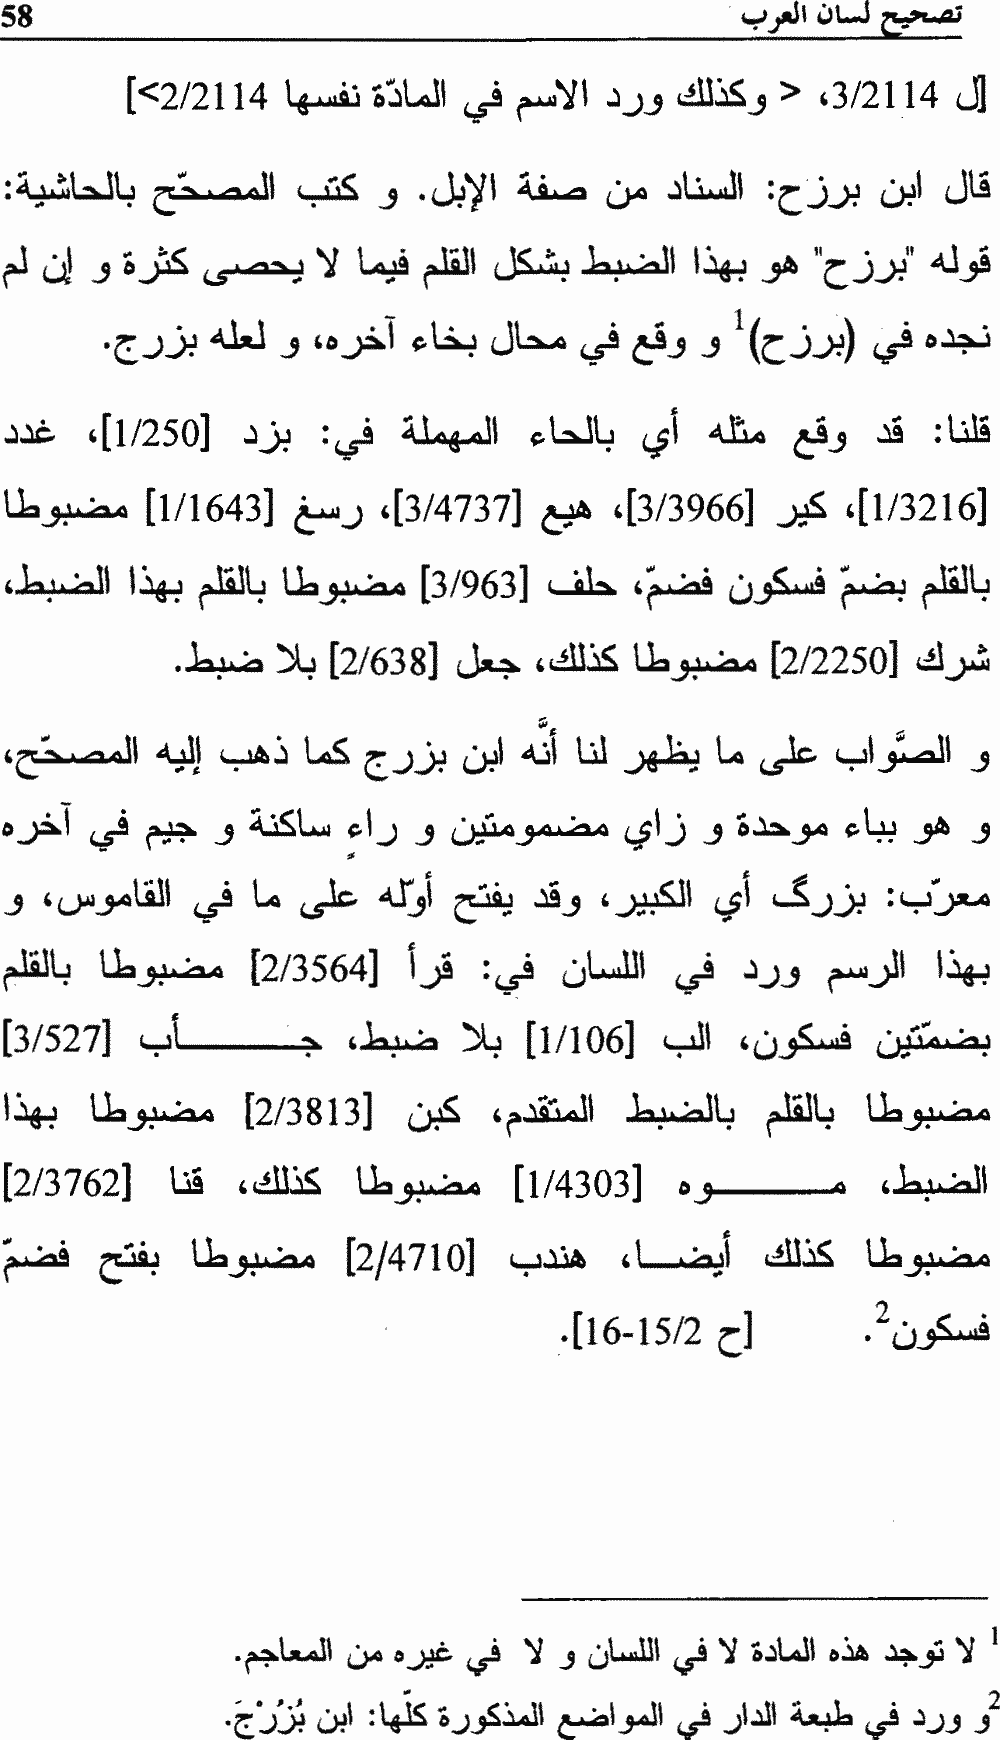 تصحيح لسان العرب 58
[ل 3/2114، < وكذلك ورد الاسم في المادّة نفسها 2/2114>]
قال ابن برزح: السناد من صفة الإبل. و كتب المصحّح بالحاشية:
قوله "برزح" هو بهذا الضبط بشكل القلم فيما لا يحصى كثرة و إن لم
نجده في (برزح)1 و وقع في محال بخاء آخره، و لعله بزرج.
قلنا: قد وقع مثله أي بالحاء المهملة في: بزد [1/250]، غدد
[1/3216]، كير [3/3966]، هيع [3/4737]، رسغ [1/1643] مضبوطا
بالقلم بضمّ فسكون فضمّ، حلف [3/963] مضبوطا بالقلم بهذا الضبط،
شرك [2/2250] مضبوطا كذلك، جعل [2/638] بلا ضبط.
و الصَّواب على ما يظهر لنا أنَّه ابن بزرج كما ذهب إليه المصحّح،
و هو بباء موحدة و زاي مضمومتين و راءٍ ساكنة و جيم في آخره
معرّب: بزرگ أي الكبير، وقد يفتح أوّله على ما في القاموس، و
بهذا الرسم ورد في اللسان في: قرأ [2/3564] مضبوطا بالقلم
بضمّتين فسكون، الب [1/106] بلا ضبط، جـــــأب [3/527]
مضبوطا بالقلم بالضبط المتقدم، كبن [2/3813] مضبوطا بهذا
الضبط، مـــــوه [1/4303] مضبوطا كذلك، قنا [2/3762]
مضبوطا كذلك أيضـــا، هندب [2/4710] مضبوطا بفتح فضمّ
فسكون2. [ح 15/2-16].
1 لا توجد هذه المادة لا في اللسان و لا في غيره من المعاجم.
2و ورد في طبعة الدار في المواضع المذكورة كلّها: ابن بُزُرْجَ.